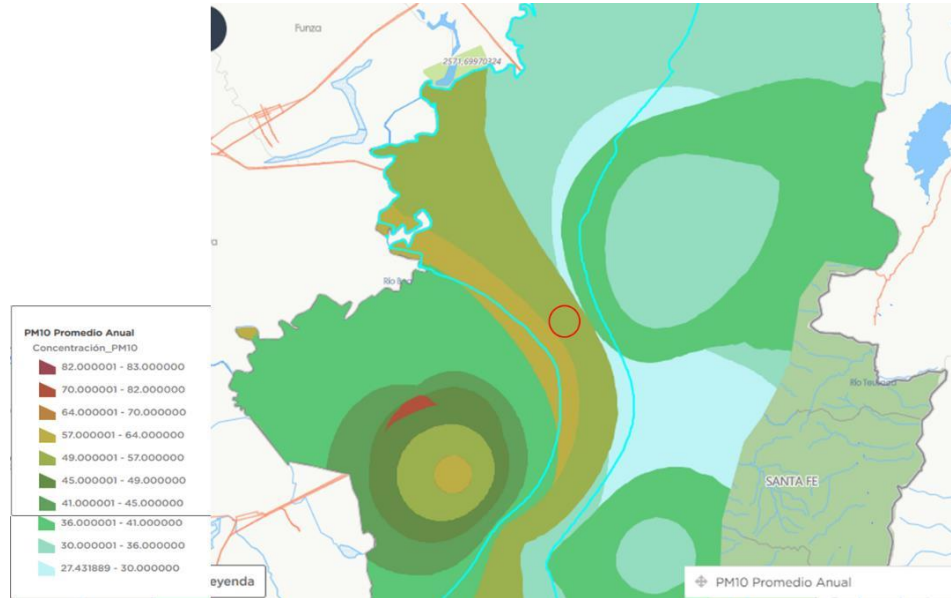 Funza
2571.69970324
Río Bo
PM10 Promedio Anual
Concentración_PM10
82.000001 - 83.000000
70.000001 - 82.000000
64.000001 - 70.000000
57.000001 - 64.000000
49.000001 - 57.000000
45.000001 - 49.000000
41.000001 - 45.000000
36.000001 - 41.000000
30.000001 - 36.000000
27.431889 - 30.000000
eyenda
Río Teusacá
SANTA FE
PM10 Promedio Anual